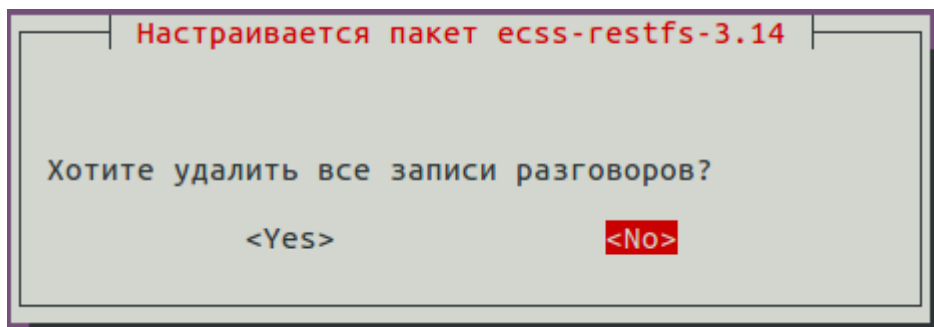 Настраивается пакет ecss-restfs-3.14
Хотите удалить все записи разговоров?
<Yes> <No>